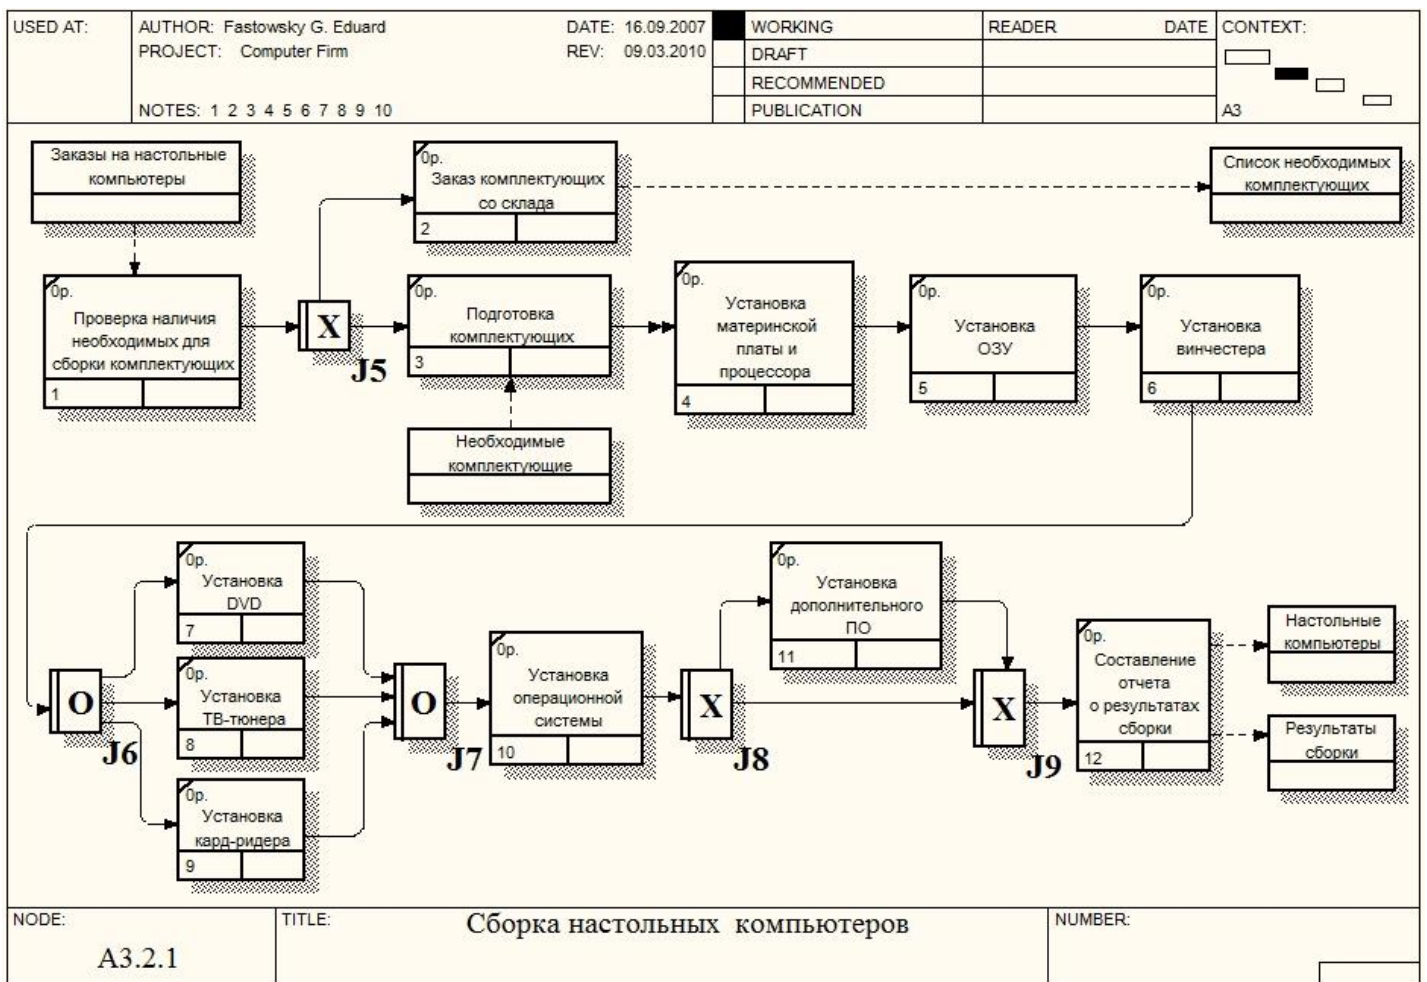 USED AT:
AUTHOR: Fastowsky G. Eduard
DATE: 16.09.2007
WORKING
READER
DATE
CONTEXT:
PROJECT: Computer Firm
REV: 09.03.2010
DRAFT
RECOMMENDED
NOTES: 1 2 3 4 5 6 7 8 9 10
PUBLICATION
A3
Заказы на настольные
компьютеры
0р.
Заказ комплектующих
со склада
2
Список необходимых
комплектующих
0р.
Проверка наличия
необходимых для
сборки комплектующих
1
X
J5
0р.
Подготовка
комплектующих
3
0р.
Установка
материнской
платы и
процессора
4
0р.
Установка
ОЗУ
5
0р.
Установка
винчестера
6
Необходимые
комплектующие
O
J6
0р.
Установка
DVD
7
0р.
Установка
ТВ-тюнера
8
0р.
Установка
кард-ридера
9
O
J7
0р.
Установка
операционной
системы
10
X
J8
0р.
Установка
дополнительного
ПО
11
X
J9
0р.
Составление
отчета
о результатах
сборки
12
Настольные
компьютеры
Результаты
сборки
NODE:
A3.2.1
TITLE:
Сборка настольных компьютеров
NUMBER: